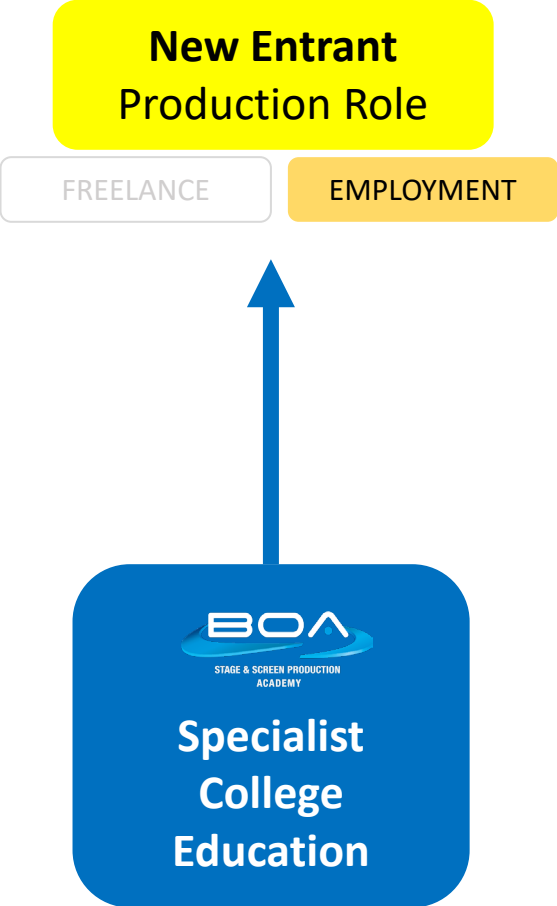 New Entrant
Production Role
FREELANCE
EMPLOYMENT
BOA
STAGE & SCREEN PRODUCTION
ACADEMY
Specialist
College
Education